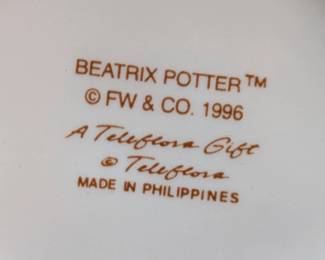 BEATRIX POTTER™
© FW & CO. 1996
A Teleflora Gift
© Teleflora
MADE IN PHILIPPINES